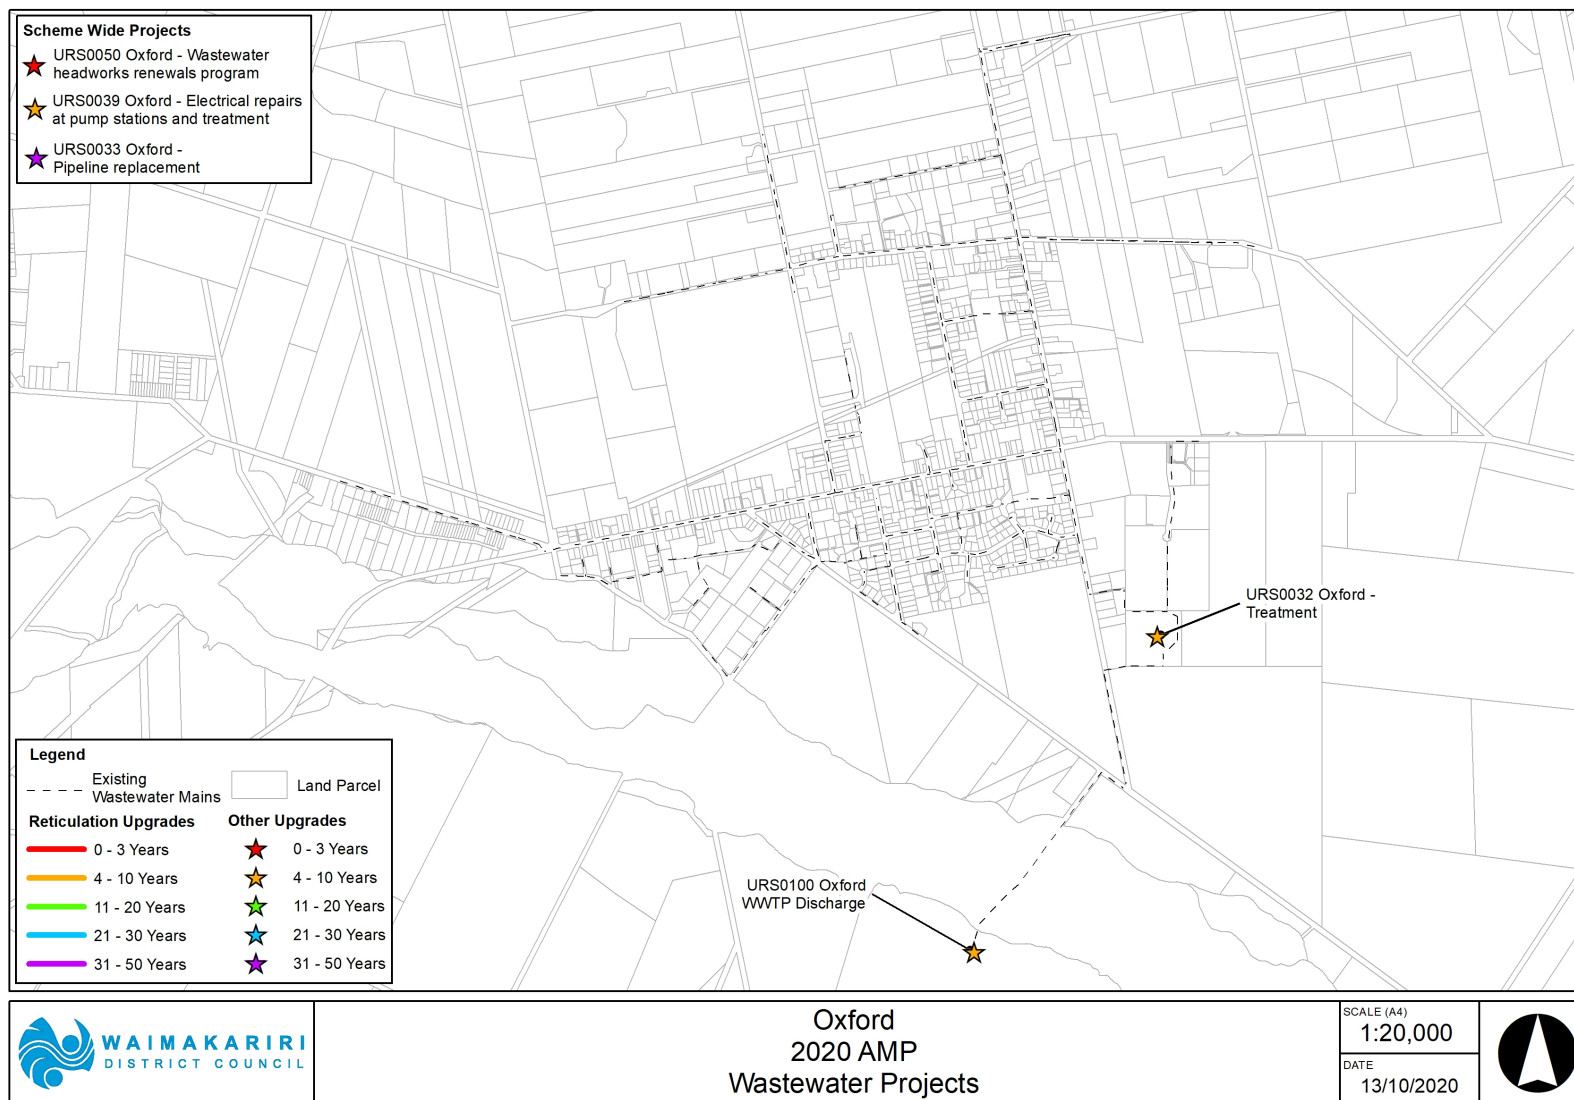 Scheme Wide Projects
URS0050 Oxford - Wastewater
headworks renewals program
URS0039 Oxford - Electrical repairs
at pump stations and treatment
URS0033 Oxford -
Pipeline replacement
URS0032 Oxford -
Treatment
URS0100 Oxford
WWTP Discharge
Legend
Existing
Wastewater Mains
Land Parcel
Reticulation Upgrades
0 - 3 Years
4 - 10 Years
11 - 20 Years
21 - 30 Years
31 - 50 Years
Other Upgrades
0 - 3 Years
4 - 10 Years
11 - 20 Years
21 - 30 Years
31 - 50 Years
WAIMAKARIRI
DISTRICT COUNCIL
Oxford
2020 AMP
Wastewater Projects
SCALE (A4)
1:20,000
DATE
13/10/2020